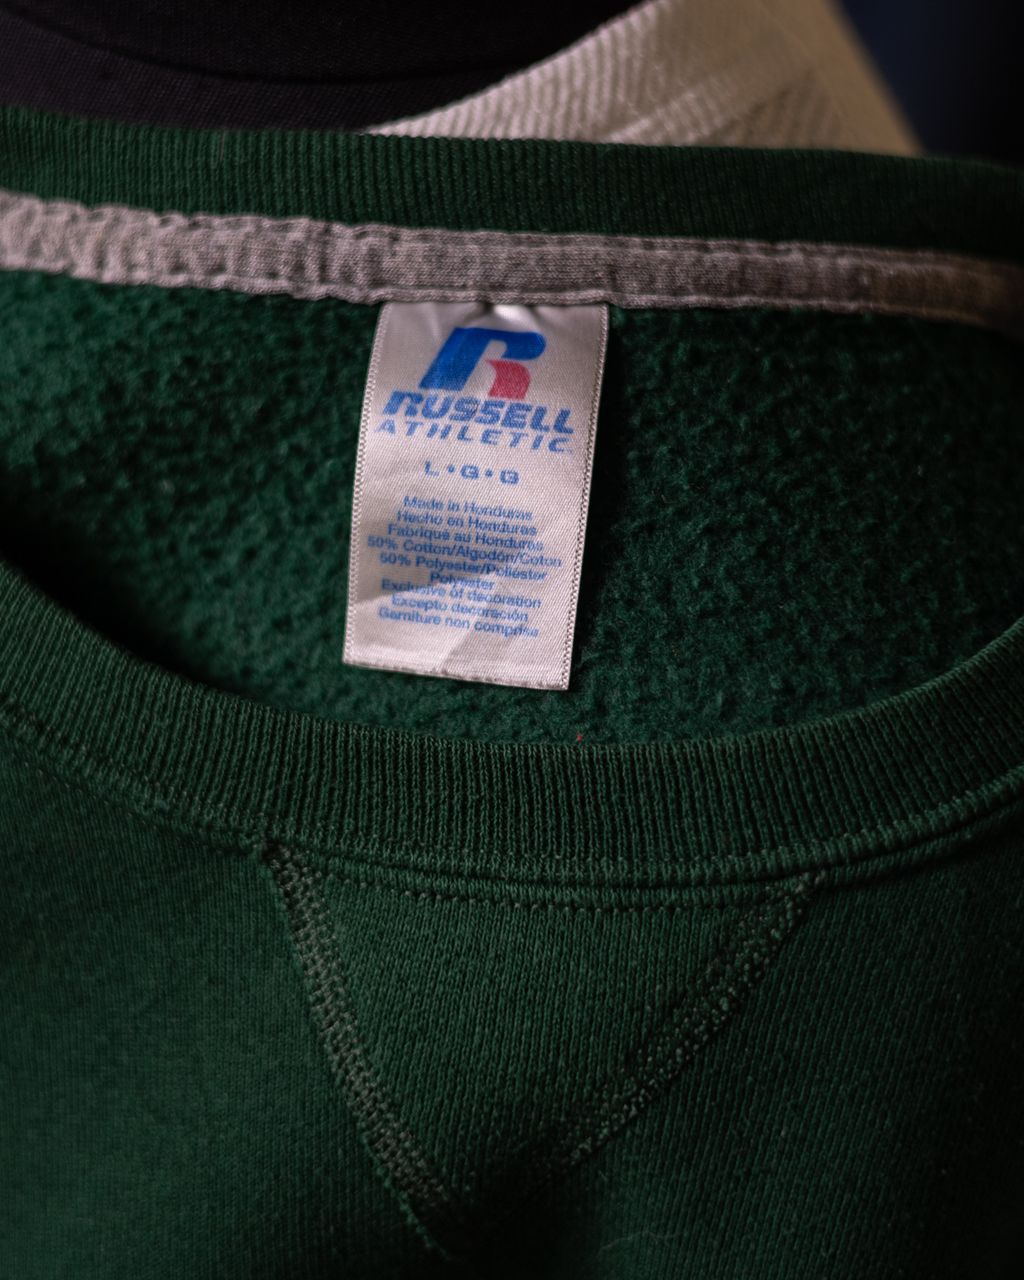 R
RUSSELL
ATHLETIC
L • G • G
Made in Honduras
Hecho en Honduras
Fabrique au Honduras
50% Cotton/Algodón/Coton
50% Polyester/Poliéster
Polyester
Exclusive of decoration
Excepto decoración
Garniture non comprise